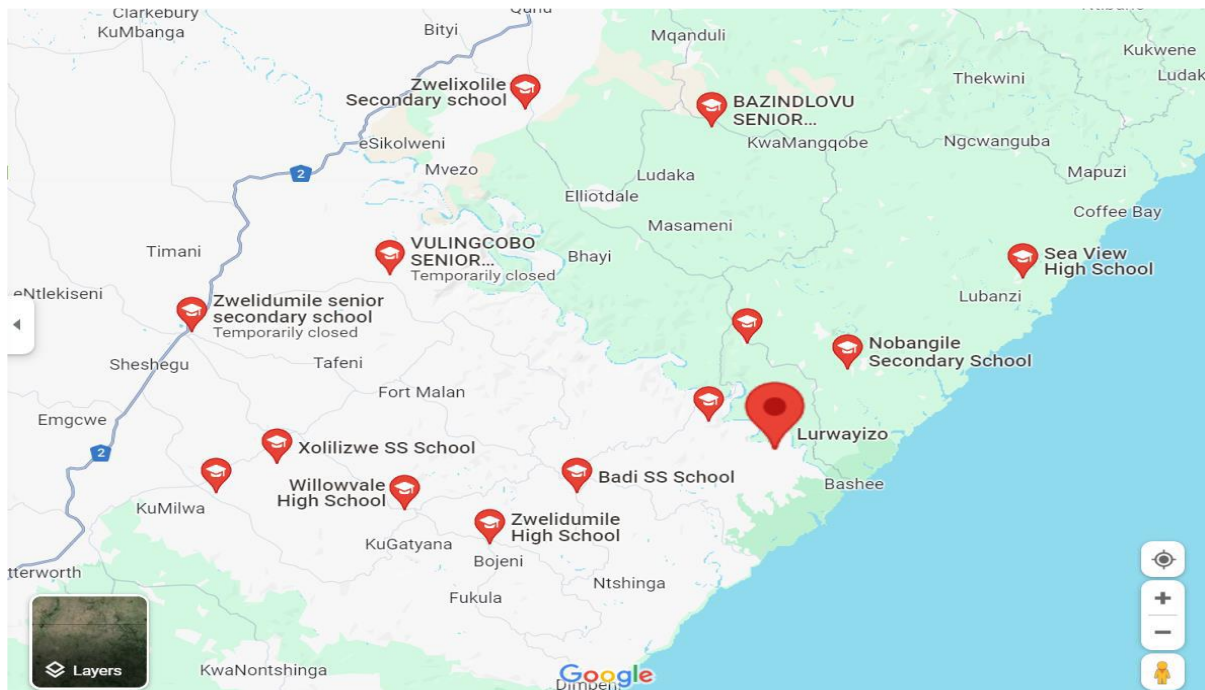 Clarkebury
KuMbanga
Bityi
Qunu
Mqanduli
Kukwene
Thekwini
Ludak
Zwelixolile
Secondary school
BAZINDLOVU
SENIOR...
KwaMangqobe
Ngcwanguba
eSikolweni
Mvezo
Ludaka
Mapuzi
2
Elliotdale
Masameni
Coffee Bay
Timani
VULINGCOBO
SENIOR...
Temporarily closed
Bhayi
Sea View
High School
eNtlekiseni
Lubanzi
Zwelidumile senior
secondary school
Temporarily closed
Nobangile
Secondary School
Sheshegu
Tafeni
Fort Malan
Emgcwe
Lurwayizo
2
Xolilizwe SS School
Badi SS School
Bashee
Willowvale
High School
KuMilwa
Zwelidumile
High School
KuGatyana
Bojeni
tterworth
Ntshinga
Fukula
Layers
KwaNontshinga
Google